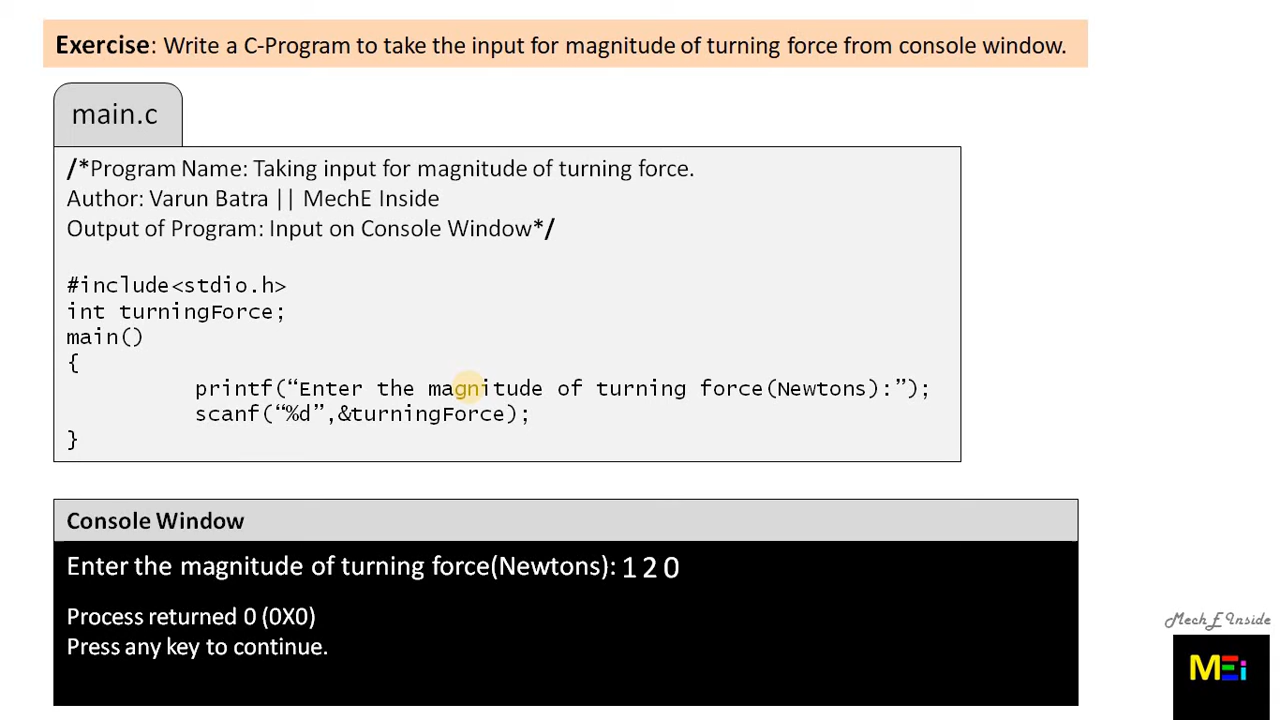 Exercise: Write a C-Program to take the input for magnitude of turning force from console window.
main.c
/*Program Name: Taking input for magnitude of turning force.
Author: Varun Batra || MechE Inside
Output of Program: Input on Console Window*/
#include<stdio.h>
int turningForce;
main()
{
printf(“Enter the magnitude of turning force(Newtons):”);
scanf(“%d”,&turningForce);
}
Console Window
Enter the magnitude of turning force(Newtons): 1 2 0
Process returned 0 (0X0)
Press any key to continue.
Mech E Inside
MEi